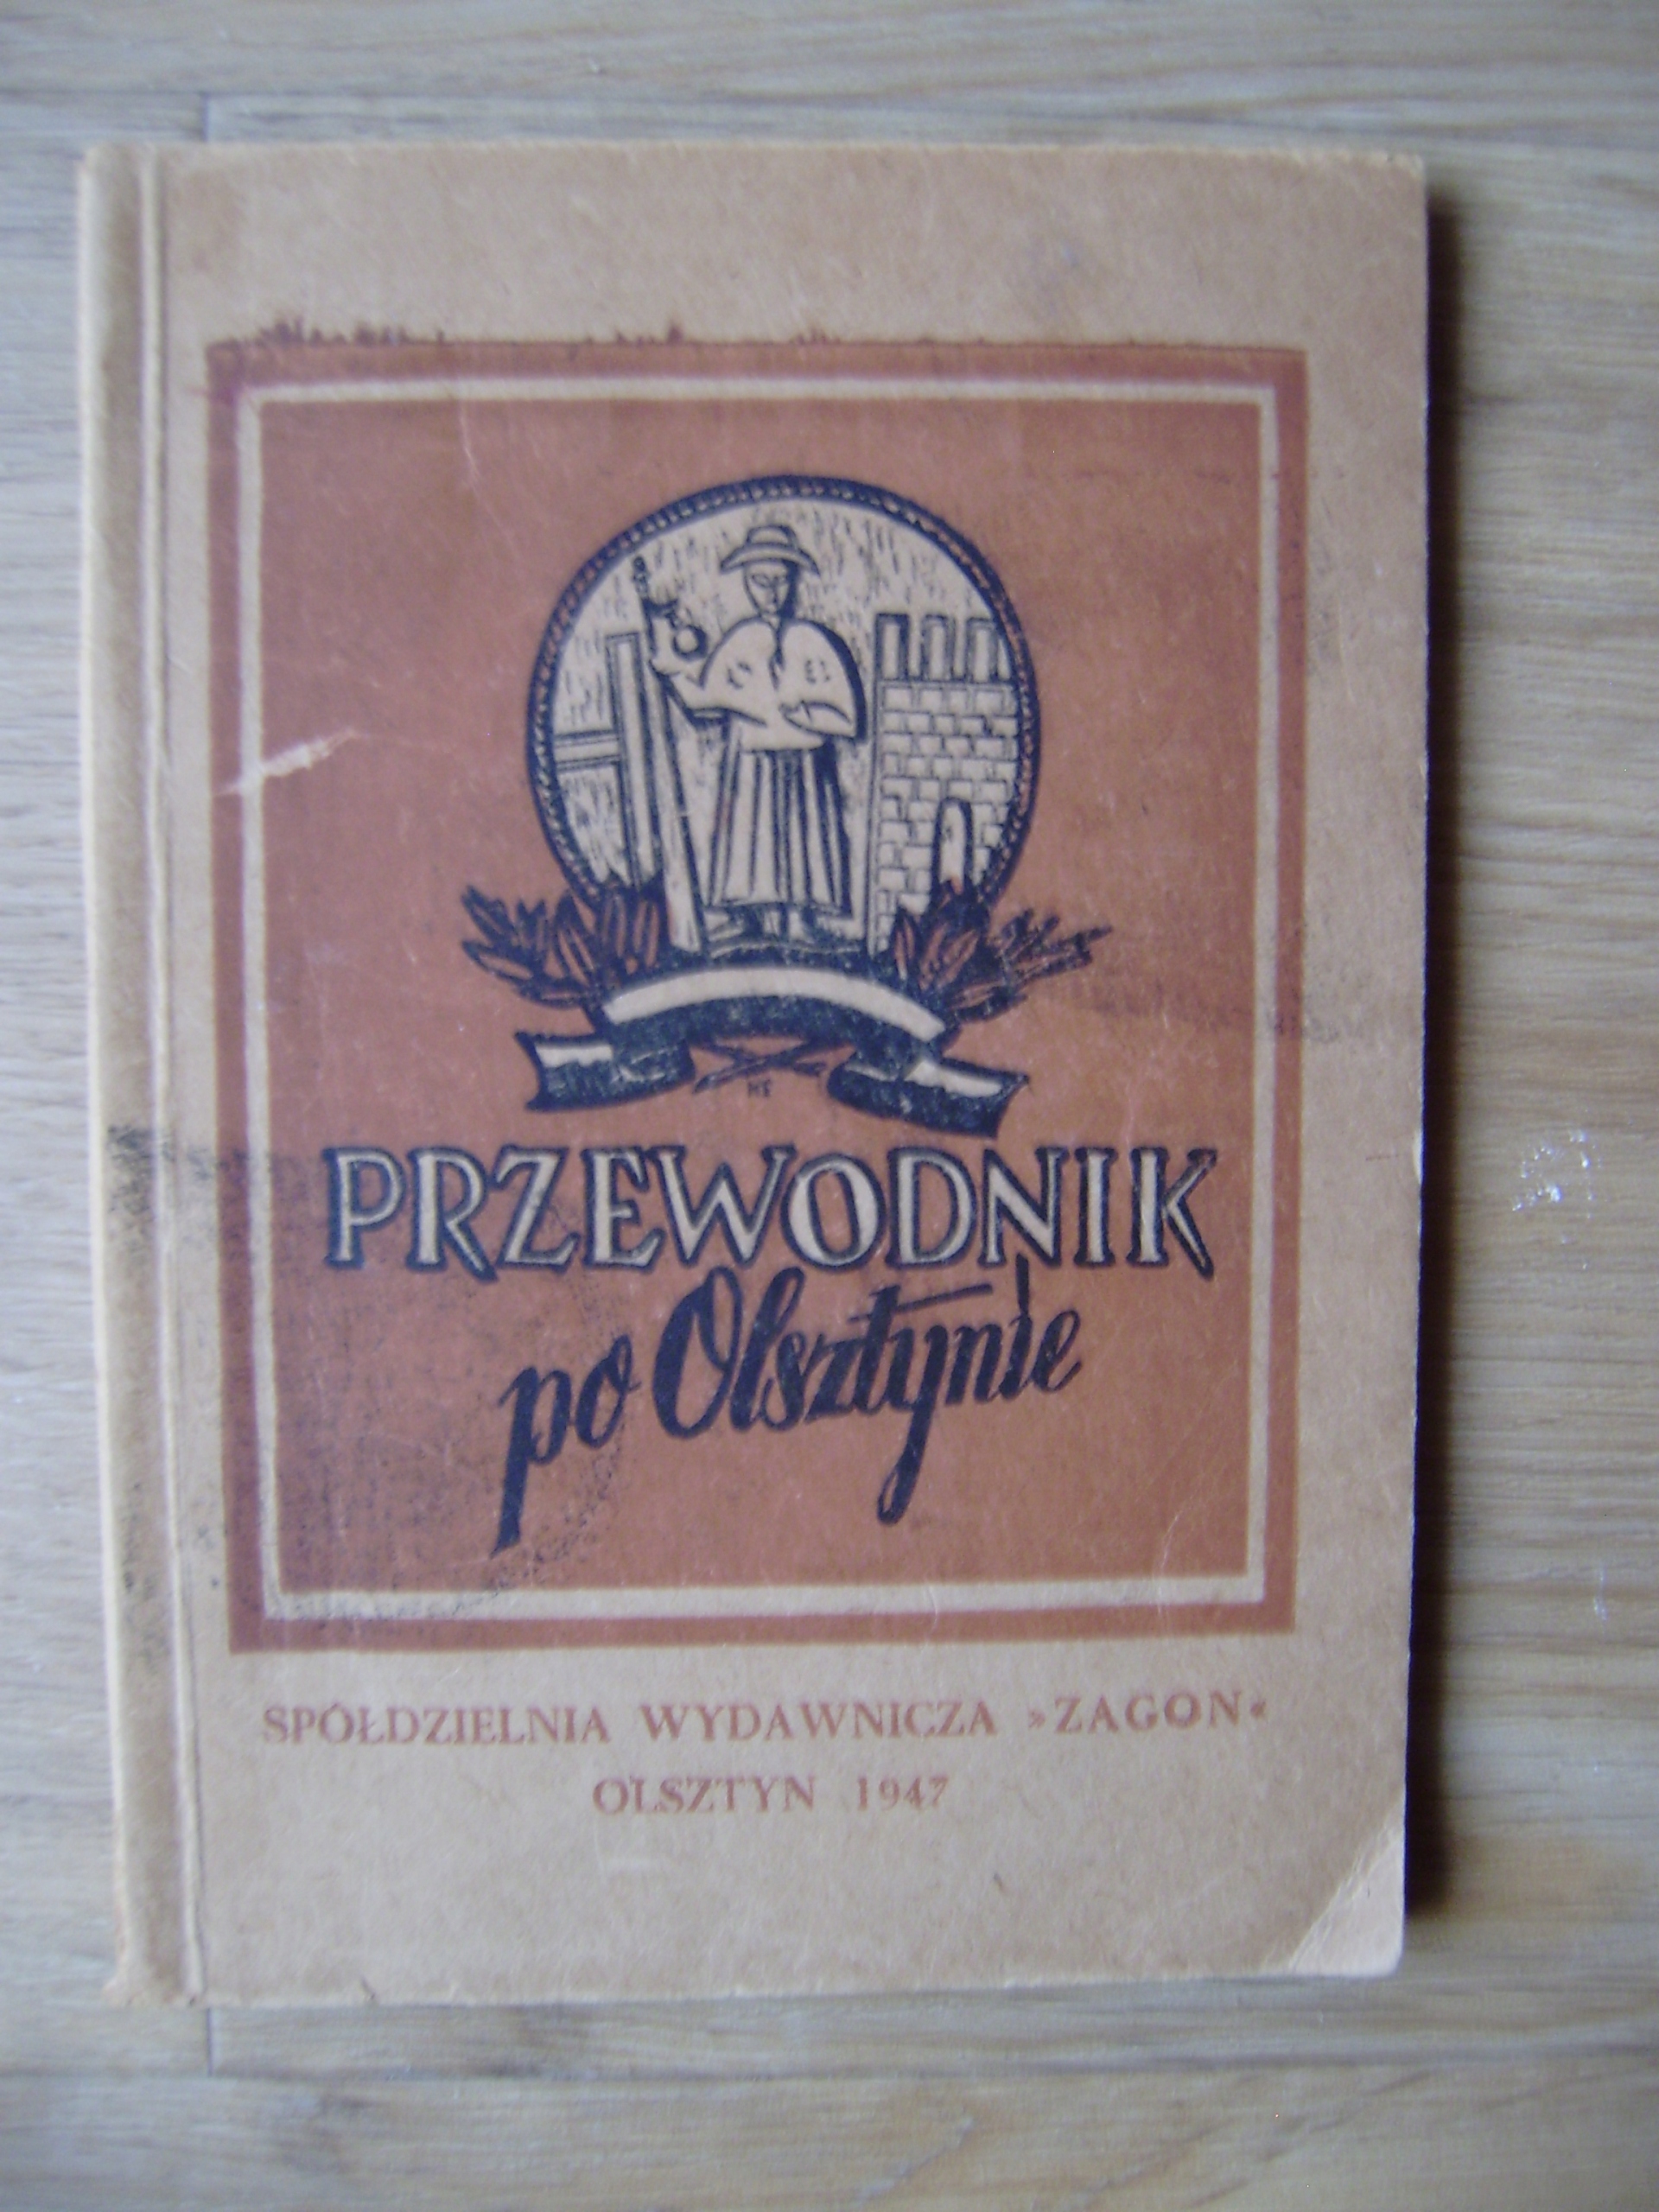 PRZEWODNIK
po Olsztynie
SPÓŁDZIELNIA WYDAWNICZA »ZAGON«
OLSZTYN 1947